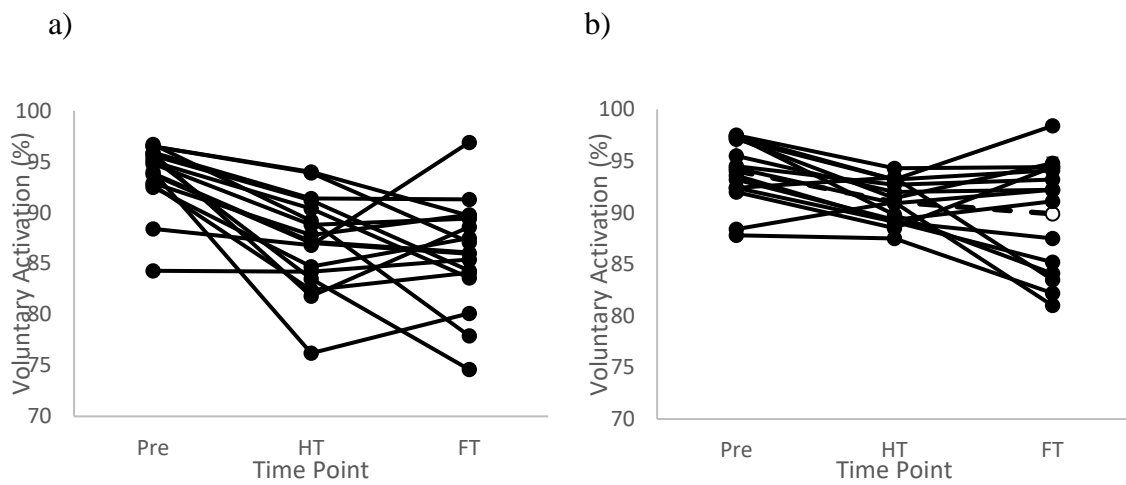 a)
Voluntary Activation (%)
100
95
90
85
80
75
70
Pre HT FT
Time Point
b)
Voluntary Activation (%)
100
95
90
85
80
75
70
Pre HT FT
Time Point